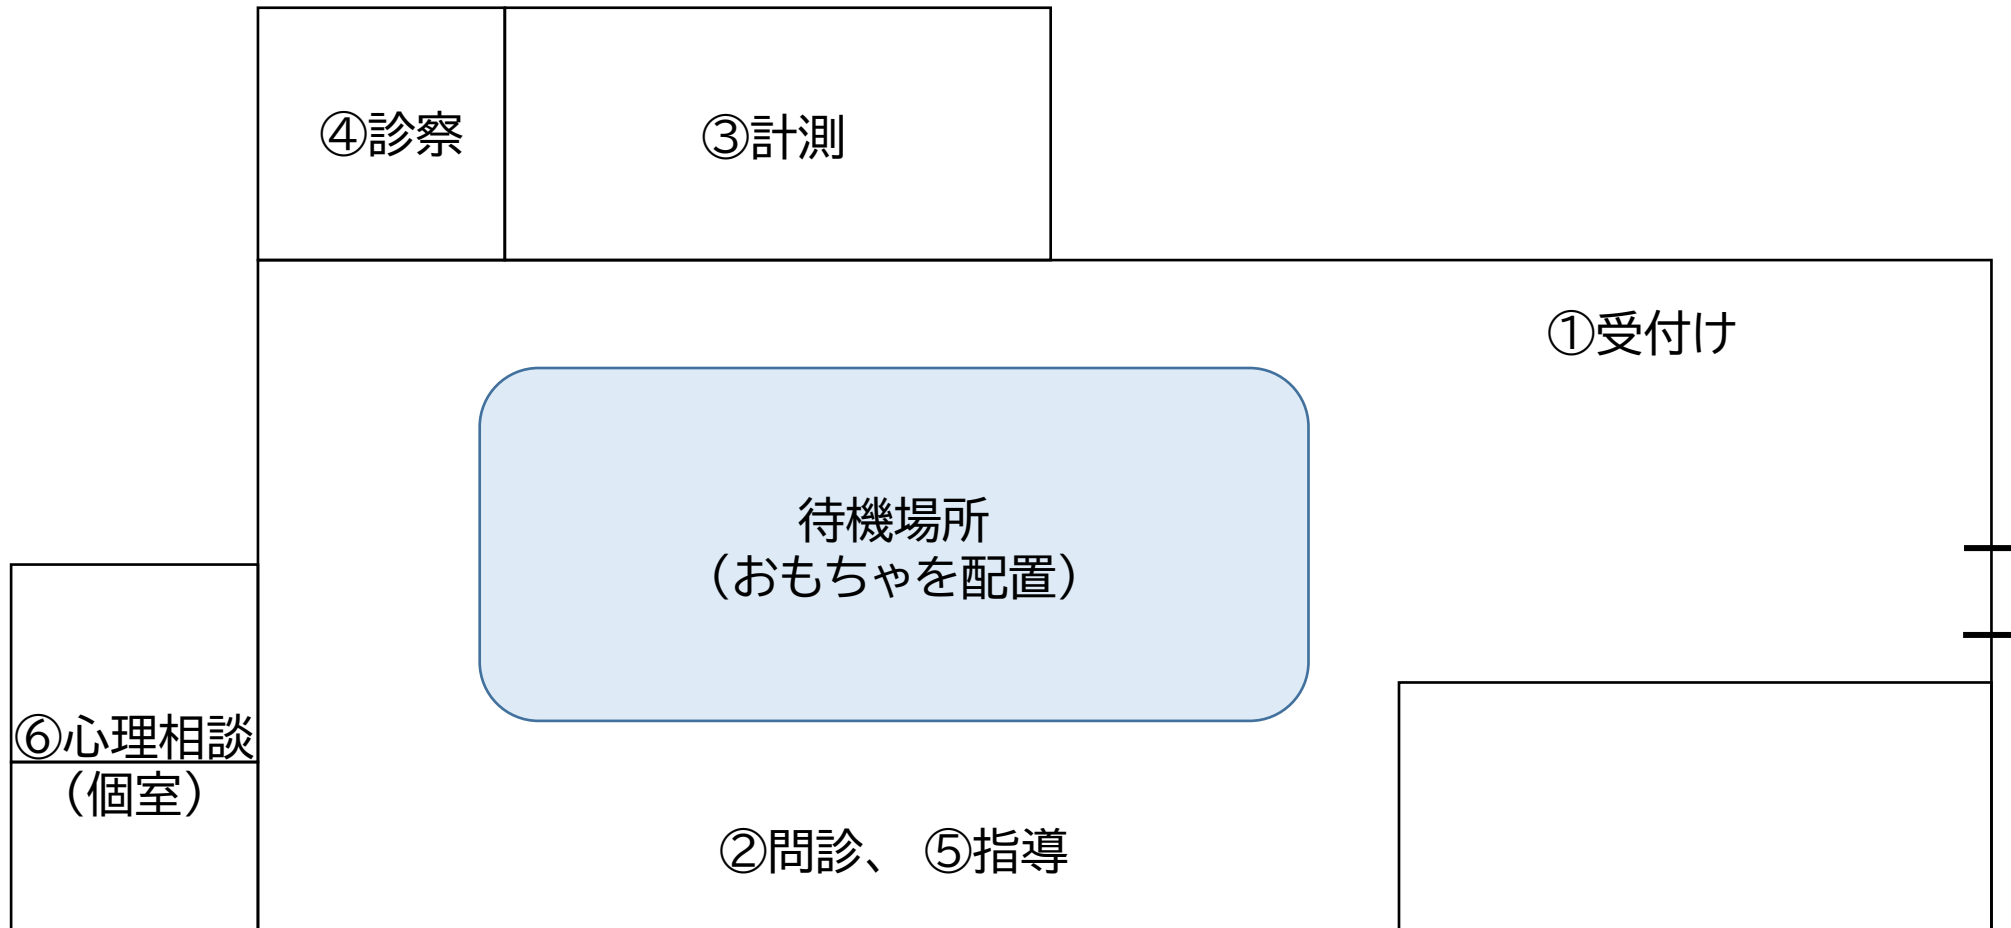 ④診察
③計測
①受付け
待機場所
（おもちゃを配置）
⑥心理相談
（個室）
②問診、 ⑤指導